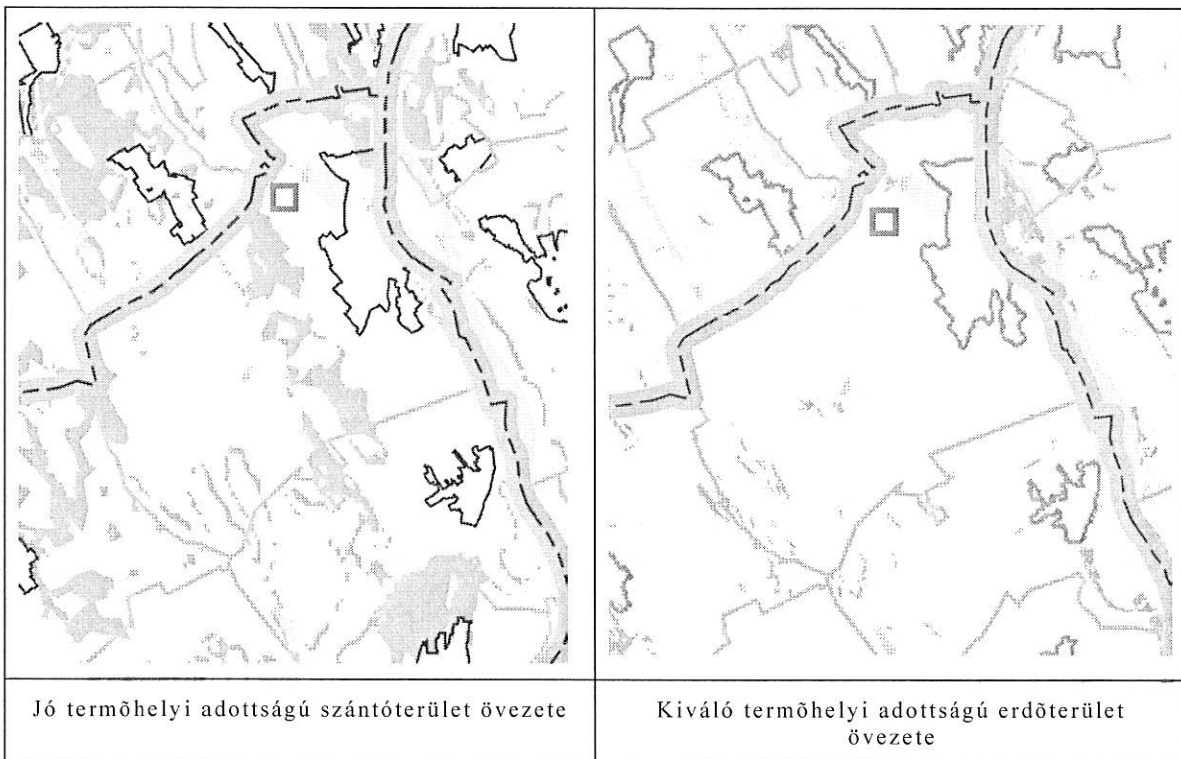 Jó termõhelyi adottságú szántóterület övezete
Kiváló termõhelyi adottságú erdõterület
övezete